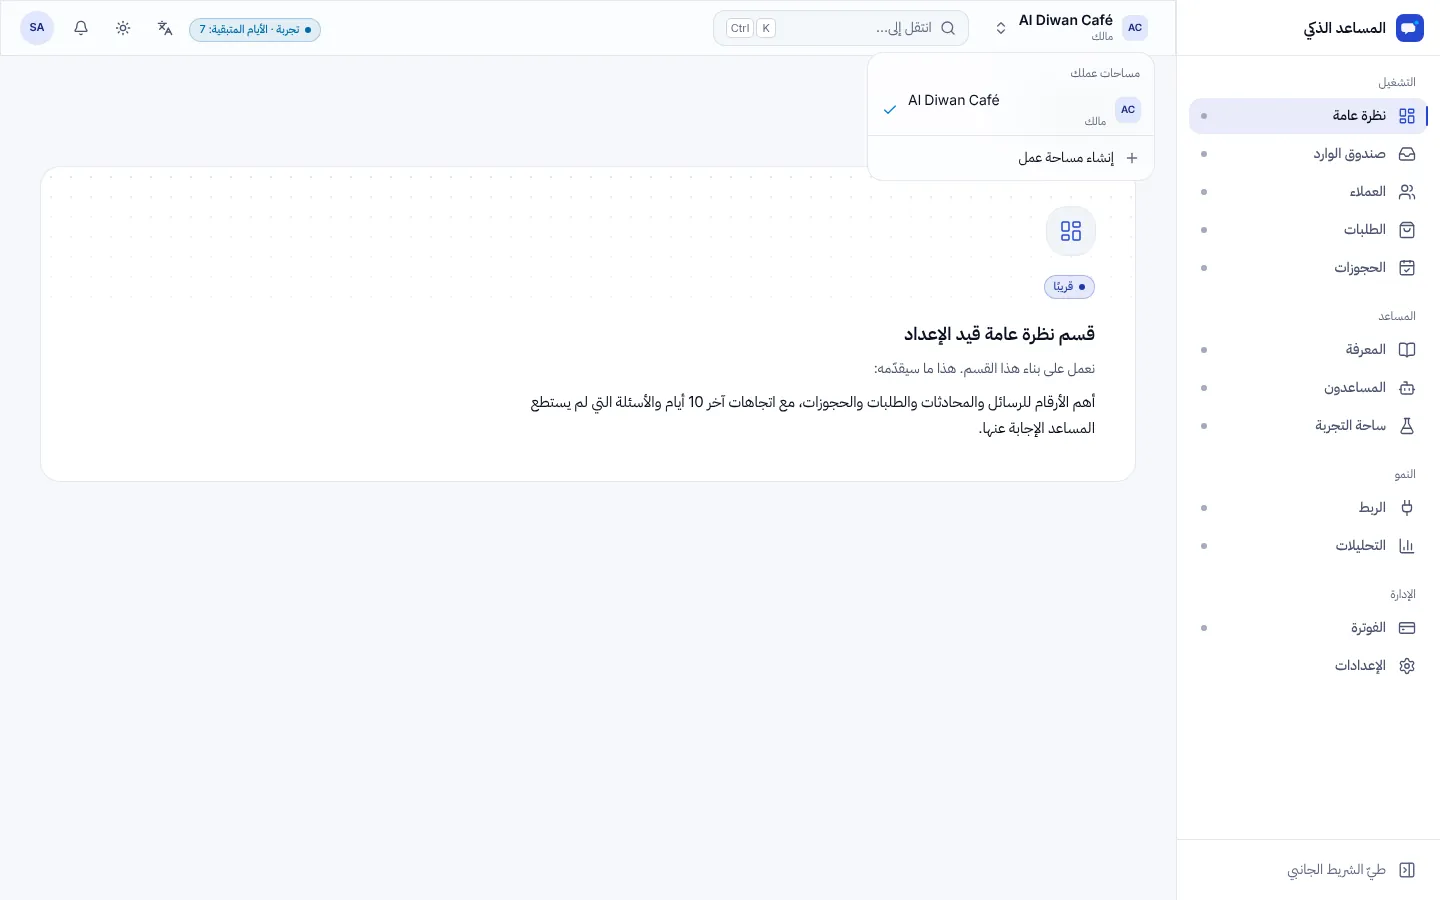 المساعد الذكي
التشغيل
نظرة عامة
صندوق الوارد
العملاء
الطلبات
الحجوزات
المساعد
المعرفة
المساعدون
ساحة التجربة
النمو
الربط
التحليلات
الإدارة
الفوترة
الإعدادات
طيّ الشريط الجانبي
AC
Al Diwan Café
مالك
انتقل إلى...
Ctrl K
تجربة · الأيام المتبقية: 7
SA
مساحات عملك
AC
Al Diwan Café
مالك
إنشاء مساحة عمل
قريبًا
قسم نظرة عامة قيد الإعداد
نعمل على بناء هذا القسم. هذا ما سيقدّمه:
أهم الأرقام للرسائل والمحادثات والطلبات والحجوزات، مع اتجاهات آخر 10 أيام والأسئلة التي لم يستطع
المساعد الإجابة عنها.